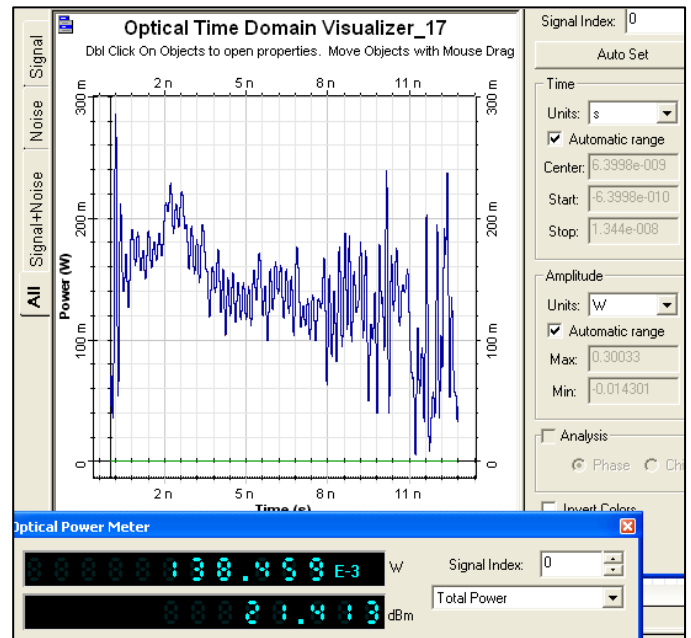 Optical Time Domain Visualizer_17
Dbl Click On Objects to open properties. Move Objects with Mouse Drag
Signal
Noise
Signal+Noise
All
2 n 5 n 8 n 11 n
300 m
200 m
100 m
0
Power (W)
300 m
200 m
100 m
0
2 n 5 n 8 n 11 n
Time (s)
Signal Index: 0
Auto Set
Time
Units: s
Automatic range
Center: 6.3998e-009
Start: -6.3998e-010
Stop: 1.344e-008
Amplitude
Units: W
Automatic range
Max: 0.30033
Min: -0.014301
Analysis
Phase
Invert Colors
Optical Power Meter
138.459 E-3 W
21.413 dBm
Signal Index: 0
Total Power